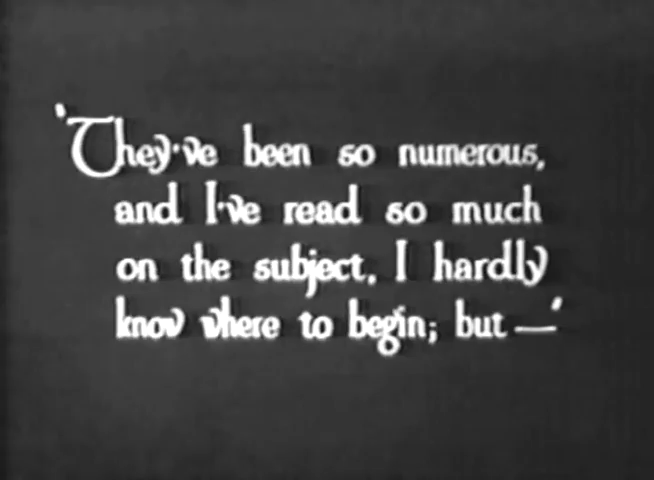 'They've been so numerous,
and I've read so much
on the subject, I hardly
know where to begin; but —'